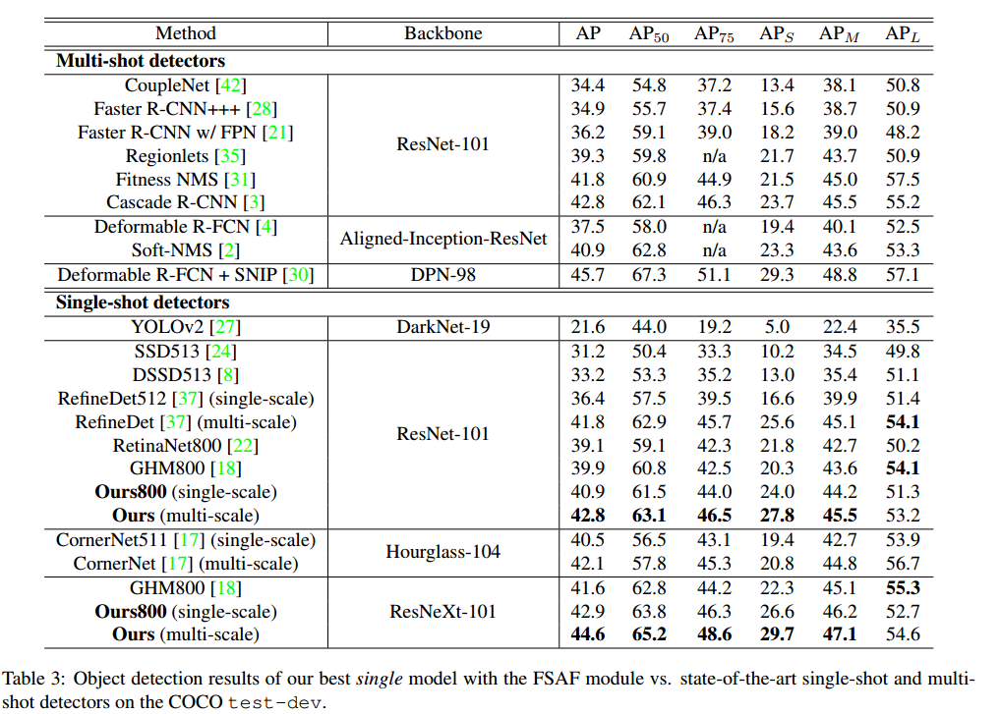 Method Backbone AP AP50 AP75 APS APM APL
Multi-shot detectors
CoupleNet [42] 34.4 54.8 37.2 13.4 38.1 50.8
Faster R-CNN+++ [28] 34.9 55.7 37.4 15.6 38.7 50.9
Faster R-CNN w/ FPN [21] 36.2 59.1 39.0 18.2 39.0 48.2
ResNet-101
Regionlets [35] 39.3 59.8 n/a 21.7 43.7 50.9
Fitness NMS [31] 41.8 60.9 44.9 21.5 45.0 57.5
Cascade R-CNN [3] 42.8 62.1 46.3 23.7 45.5 55.2
Deformable R-FCN [4] 37.5 58.0 n/a 19.4 40.1 52.5
Aligned-Inception-ResNet
Soft-NMS [2] 40.9 62.8 n/a 23.3 43.6 53.3
Deformable R-FCN + SNIP [30] DPN-98 45.7 67.3 51.1 29.3 48.8 57.1
Single-shot detectors
YOLOv2 [27] DarkNet-19 21.6 44.0 19.2 5.0 22.4 35.5
SSD513 [24] 31.2 50.4 33.3 10.2 34.5 49.8
DSSD513 [8] 33.2 53.3 35.2 13.0 35.4 51.1
RefineDet512 [37] (single-scale) 36.4 57.5 39.5 16.6 39.9 51.4
RefineDet [37] (multi-scale) 41.8 62.9 45.7 25.6 45.1 54.1
ResNet-101
RetinaNet800 [22] 39.1 59.1 42.3 21.8 42.7 50.2
GHM800 [18] 39.9 60.8 42.5 20.3 43.6 54.1
Ours800 (single-scale) 40.9 61.5 44.0 24.0 44.2 51.3
Ours (multi-scale) 42.8 63.1 46.5 27.8 45.5 53.2
CornerNet511 [17] (single-scale) 40.5 56.5 43.1 19.4 42.7 53.9
Hourglass-104
CornerNet [17] (multi-scale) 42.1 57.8 45.3 20.8 44.8 56.7
GHM800 [18] 41.6 62.8 44.2 22.3 45.1 55.3
Ours800 (single-scale) ResNeXt-101 42.9 63.8 46.3 26.6 46.2 52.7
Ours (multi-scale) 44.6 65.2 48.6 29.7 47.1 54.6
Table 3: Object detection results of our best single model with the FSAF module vs. state-of-the-art single-shot and multi-
shot detectors on the COCO test-dev.